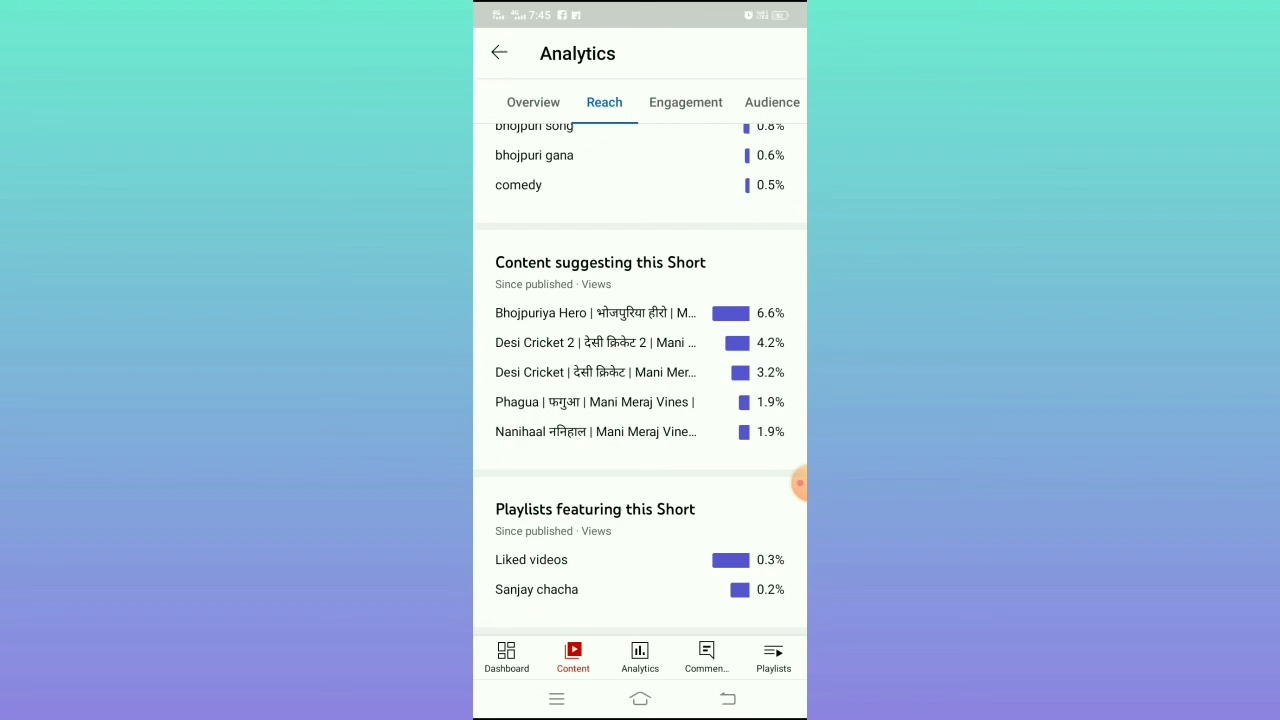 7:45
Analytics
Overview Reach Engagement Audience
bhojpuri song 0.8%
bhojpuri gana 0.6%
comedy 0.5%
Content suggesting this Short
Since published · Views
Bhojpuriya Hero | भोजपुरिया हीरो | M... 6.6%
Desi Cricket 2 | देसी क्रिकेट 2 | Mani ... 4.2%
Desi Cricket | देसी क्रिकेट | Mani Mer... 3.2%
Phagua | फगुआ | Mani Meraj Vines | 1.9%
Nanihaal ननिहाल | Mani Meraj Vine... 1.9%
Playlists featuring this Short
Since published · Views
Liked videos 0.3%
Sanjay chacha 0.2%
Dashboard Content Analytics Commen... Playlists